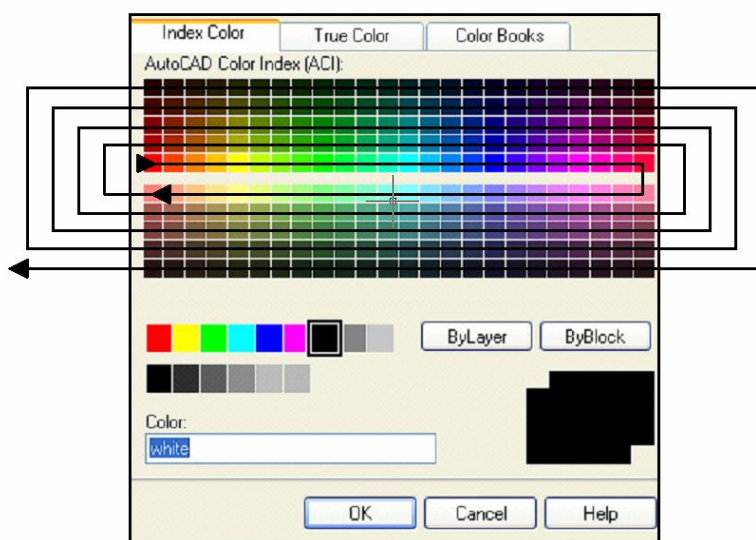 Index Color
True Color
Color Books
AutoCAD Color Index (ACI):
ByLayer
ByBlock
Color:
white
OK
Cancel
Help